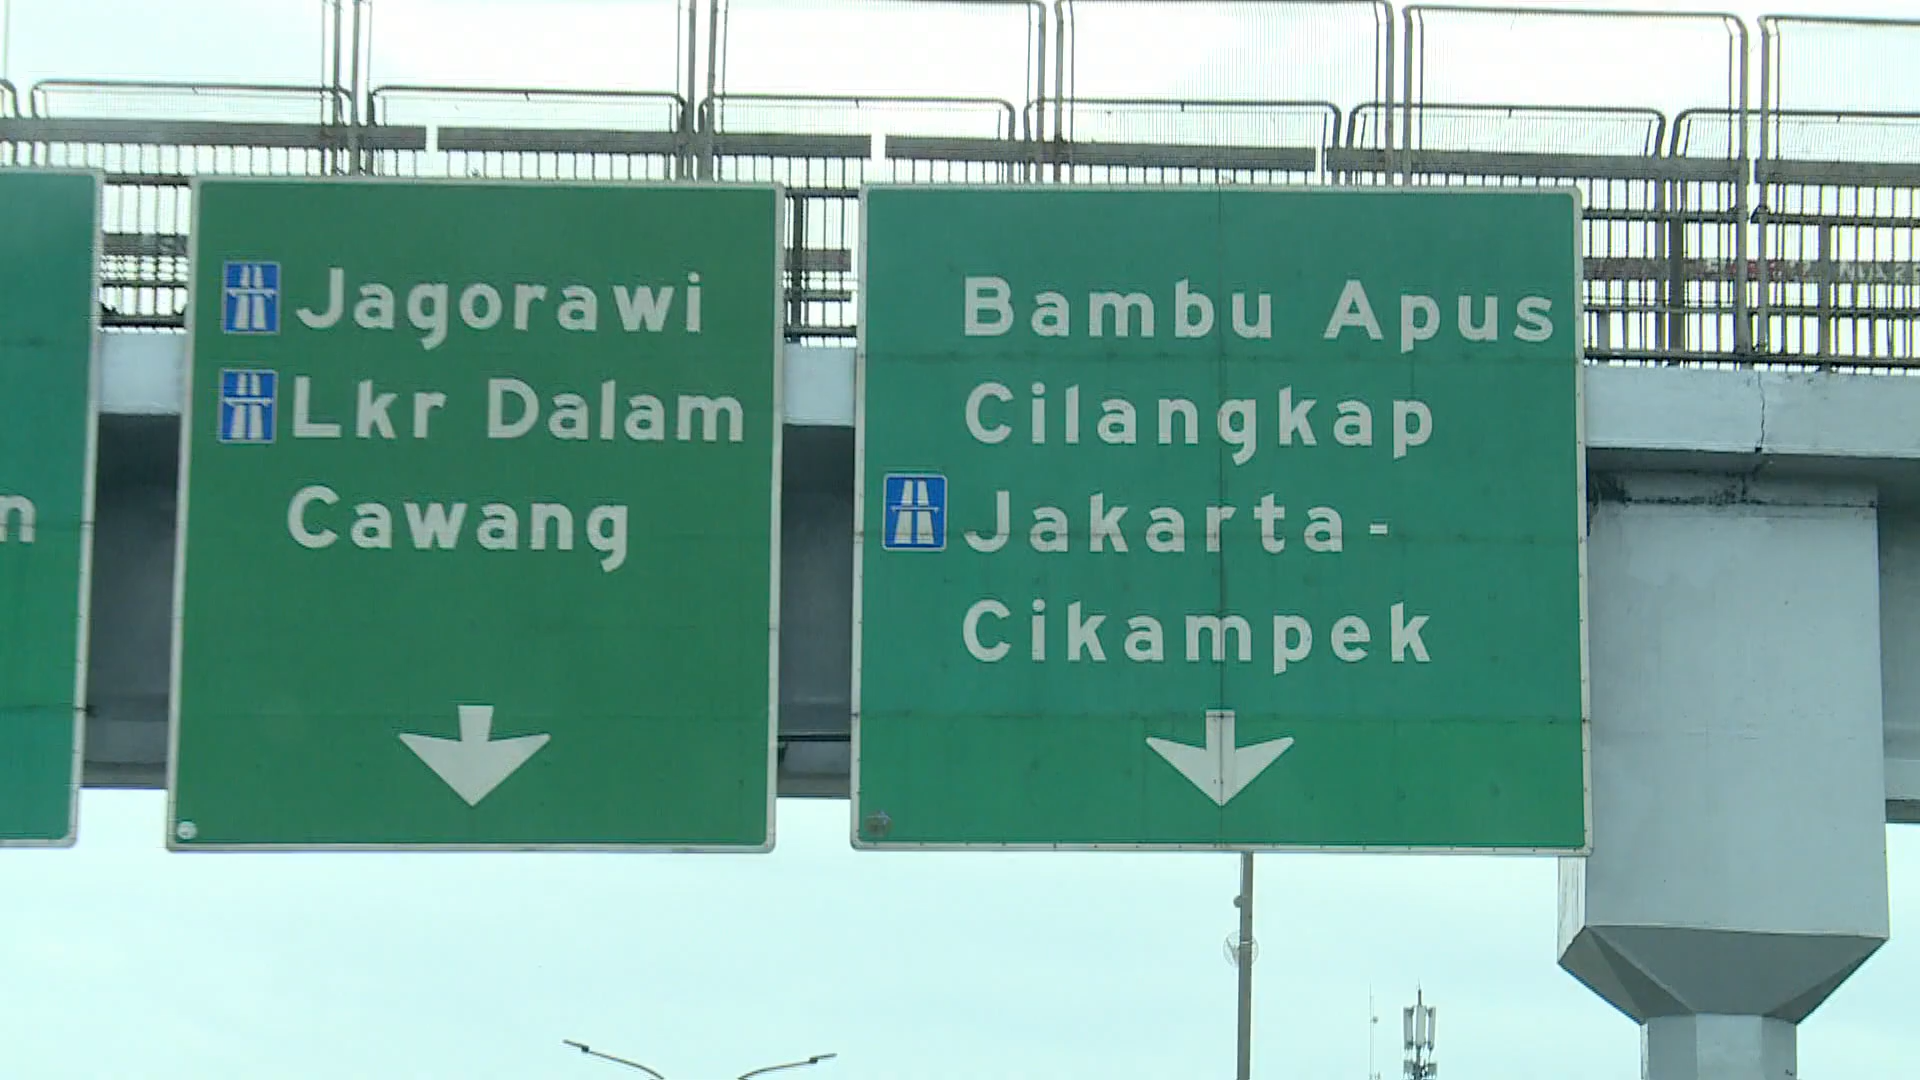 Jagorawi
Lkr Dalam
Cawang
Bambu Apus
Cilangkap
Jakarta-
Cikampek